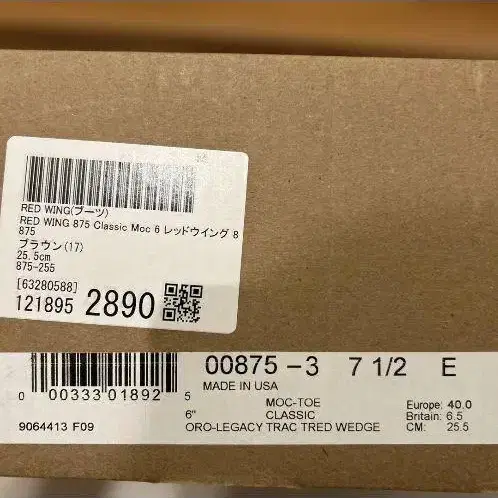 RED WING(ブーツ)
RED WING 875 Classic Moc 6 レッドウイング 8
875
ブラウン(17)
25.5cm
875-255
[63280588]
121895 2890
00875-3 7 1/2 E
MADE IN USA
0 00333 01892 5
MOC-TOE Europe: 40.0
6" CLASSIC Britain: 6.5
9064413 F09 ORO-LEGACY TRAC TRED WEDGE CM: 25.5